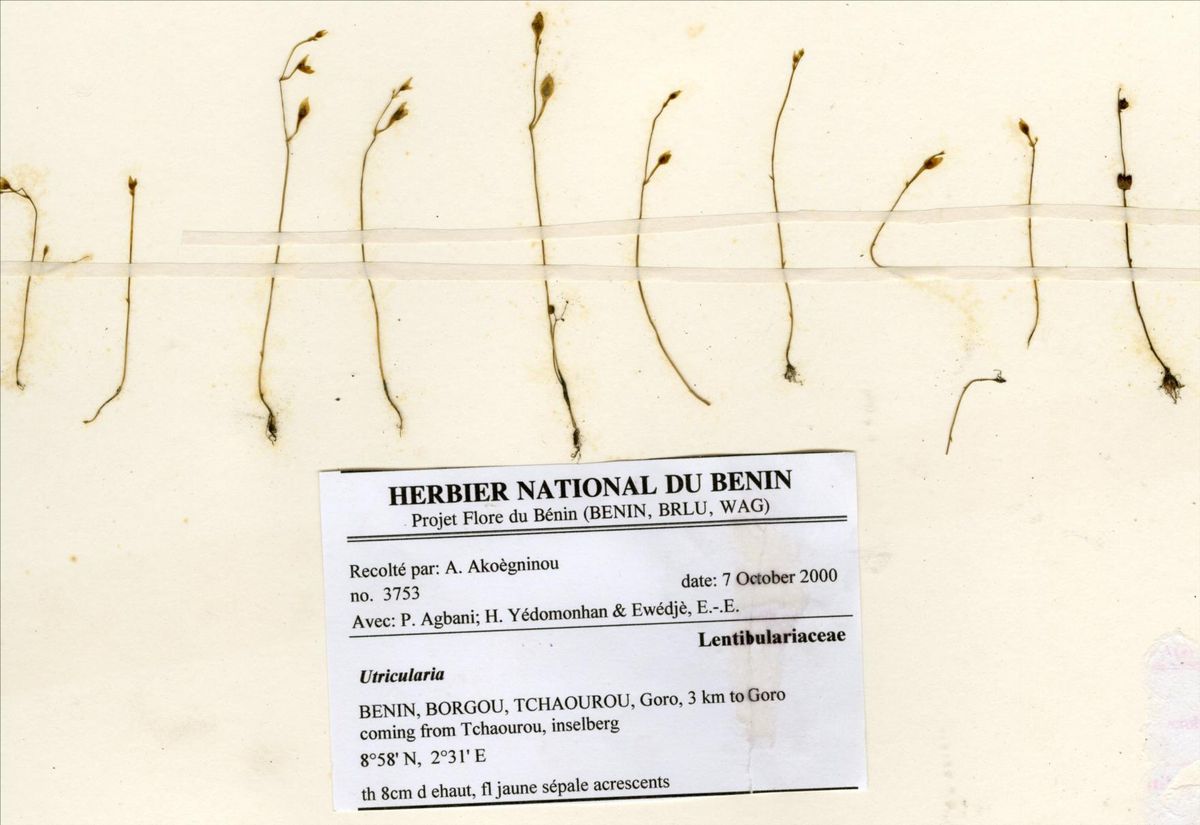 HERBIER NATIONAL DU BENIN
Projet Flore du Bénin (BENIN, BRLU, WAG)
Recolté par: A. Akoègninou
no. 3753
date: 7 October 2000
Avec: P. Agbani; H. Yédomonhan & Ewédjè, E.-.E.
Lentibulariaceae
Utricularia
BENIN, BORGOU, TCHAOUROU, Goro, 3 km to Goro
coming from Tchaourou, inselberg
8°58' N, 2°31' E
th 8cm d ehaut, fl jaune sépale acrescents